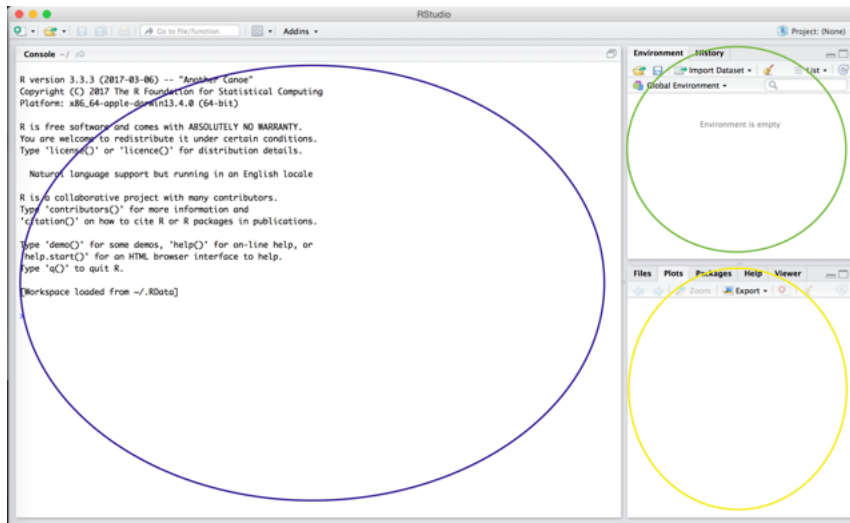 RStudio
Go to file/function Addins Project: (None)
Console ~/
R version 3.3.3 (2017-03-06) -- "Another Canoe"
Copyright (C) 2017 The R Foundation for Statistical Computing
Platform: x86_64-apple-darwin13.4.0 (64-bit)
R is free software and comes with ABSOLUTELY NO WARRANTY.
You are welcome to redistribute it under certain conditions.
Type 'license()' or 'licence()' for distribution details.
Natural language support but running in an English locale
R is a collaborative project with many contributors.
Type 'contributors()' for more information and
'citation()' on how to cite R or R packages in publications.
Type 'demo()' for some demos, 'help()' for on-line help, or
'help.start()' for an HTML browser interface to help.
Type 'q()' to quit R.
[Workspace loaded from ~/.RData]
>
Environment History
Import Dataset List
Global Environment
Environment is empty
Files Plots Packages Help Viewer
Zoom Export